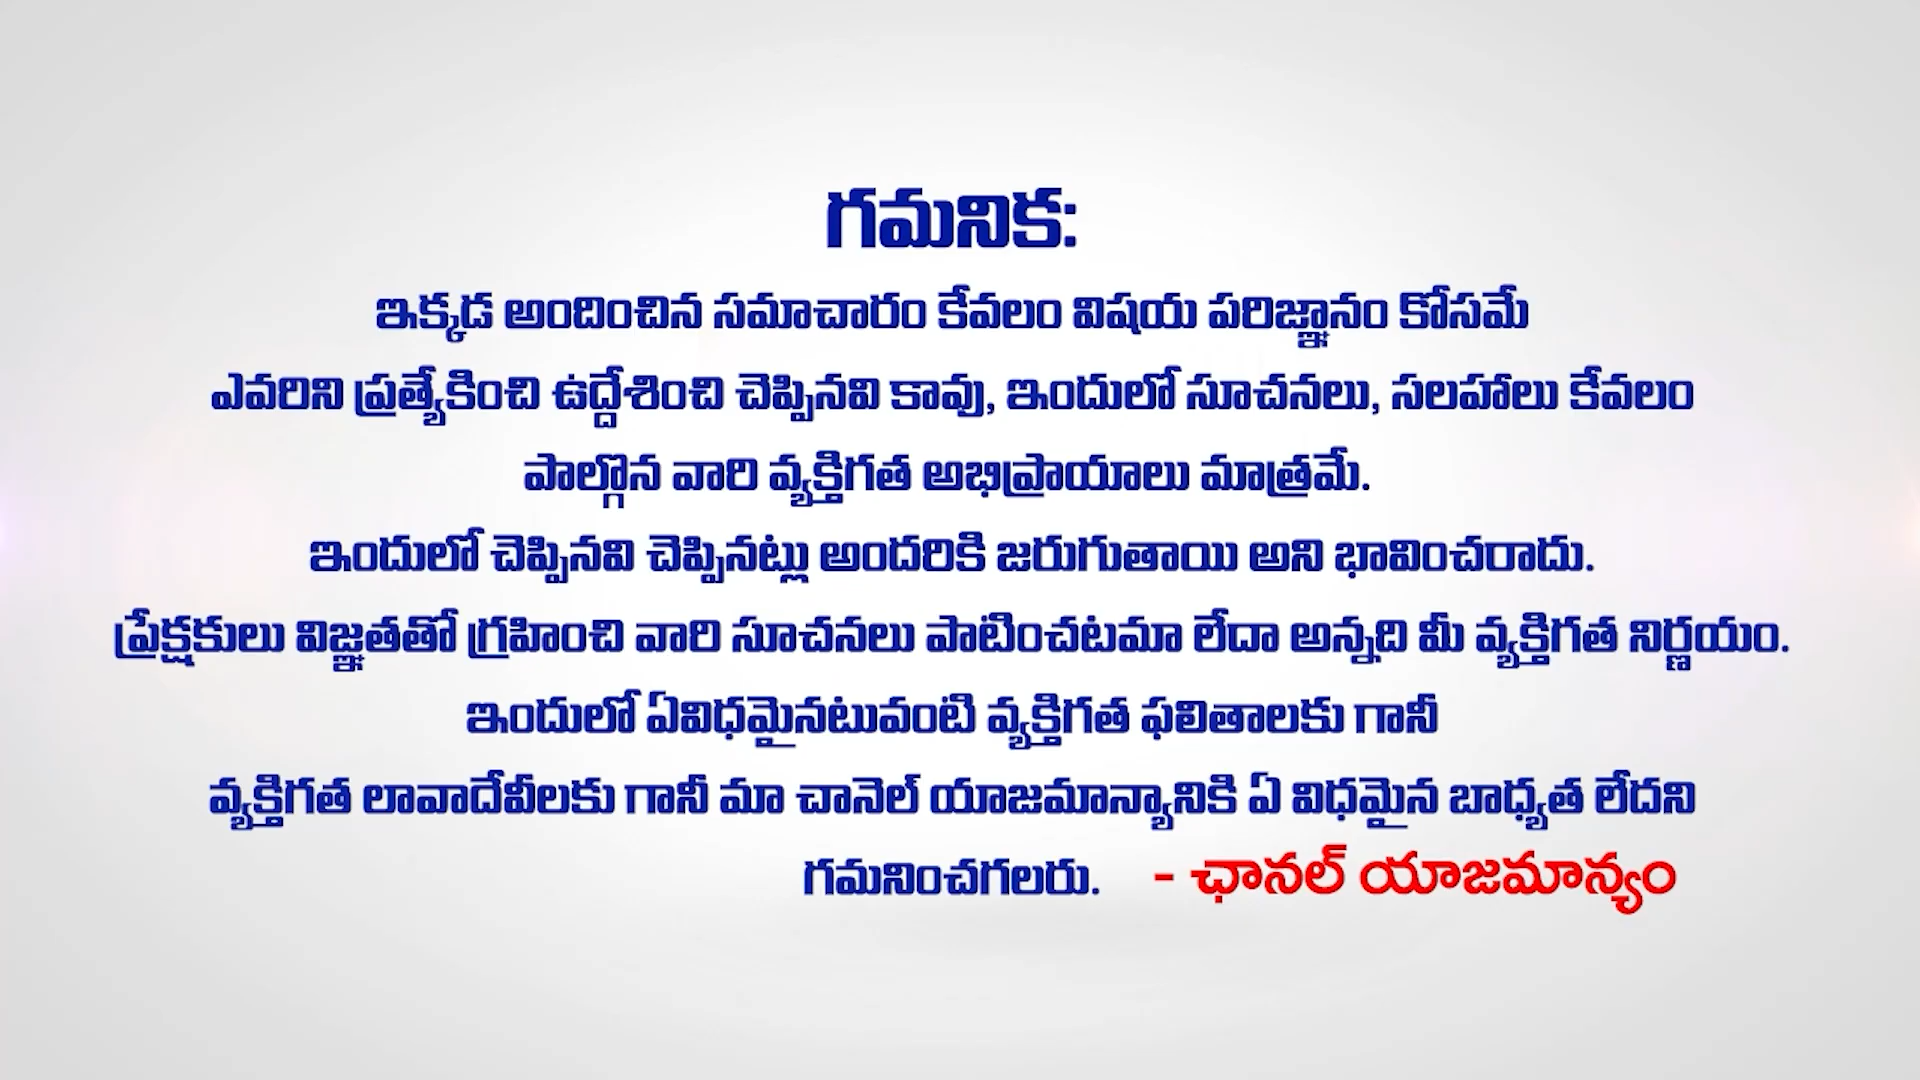 గమనిక:
ఇక్కడ అందించిన సమాచారం కేవలం విషయ పరిజ్ఞానం కోసమే
ఎవరిని ప్రత్యేకించి ఉద్దేశించి చెప్పినవి కావు, ఇందులో సూచనలు, సలహాలు కేవలం
పాల్గొన వారి వ్యక్తిగత అభిప్రాయాలు మాత్రమే.
ఇందులో చెప్పినవి చెప్పినట్లు అందరికి జరుగుతాయి అని భావించరాదు.
ప్రేక్షకులు విజ్ఞతతో గ్రహించి వారి సూచనలు పాటించటమా లేదా అన్నది మీ వ్యక్తిగత నిర్ణయం.
ఇందులో ఏవిధమైనటువంటి వ్యక్తిగత ఫలితాలకు గానీ
వ్యక్తిగత లావాదేవీలకు గానీ మా చానెల్ యాజమాన్యానికి ఏ విధమైన బాధ్యత లేదని
గమనించగలరు. - ఛానల్ యాజమాన్యం